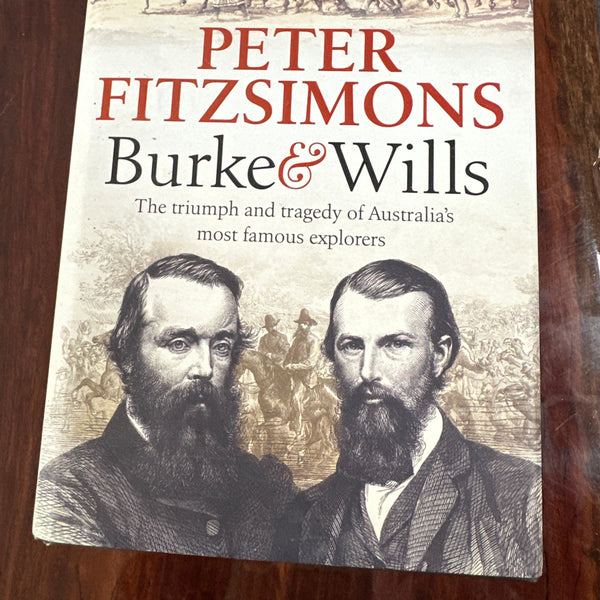 PETER
FITZSIMONS
Burke & Wills
The triumph and tragedy of Australia's
most famous explorers